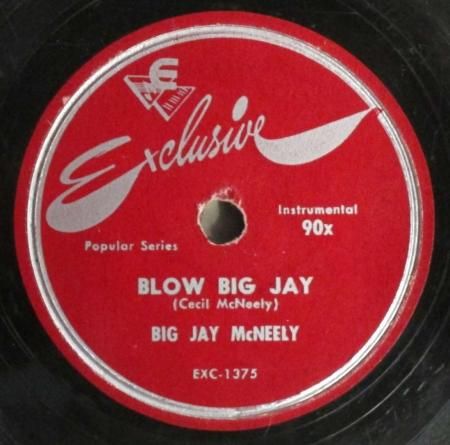 Exclusive
Popular Series
Instrumental
90x
BLOW BIG JAY
(Cecil McNeely)
BIG JAY McNEELY
EXC-1375